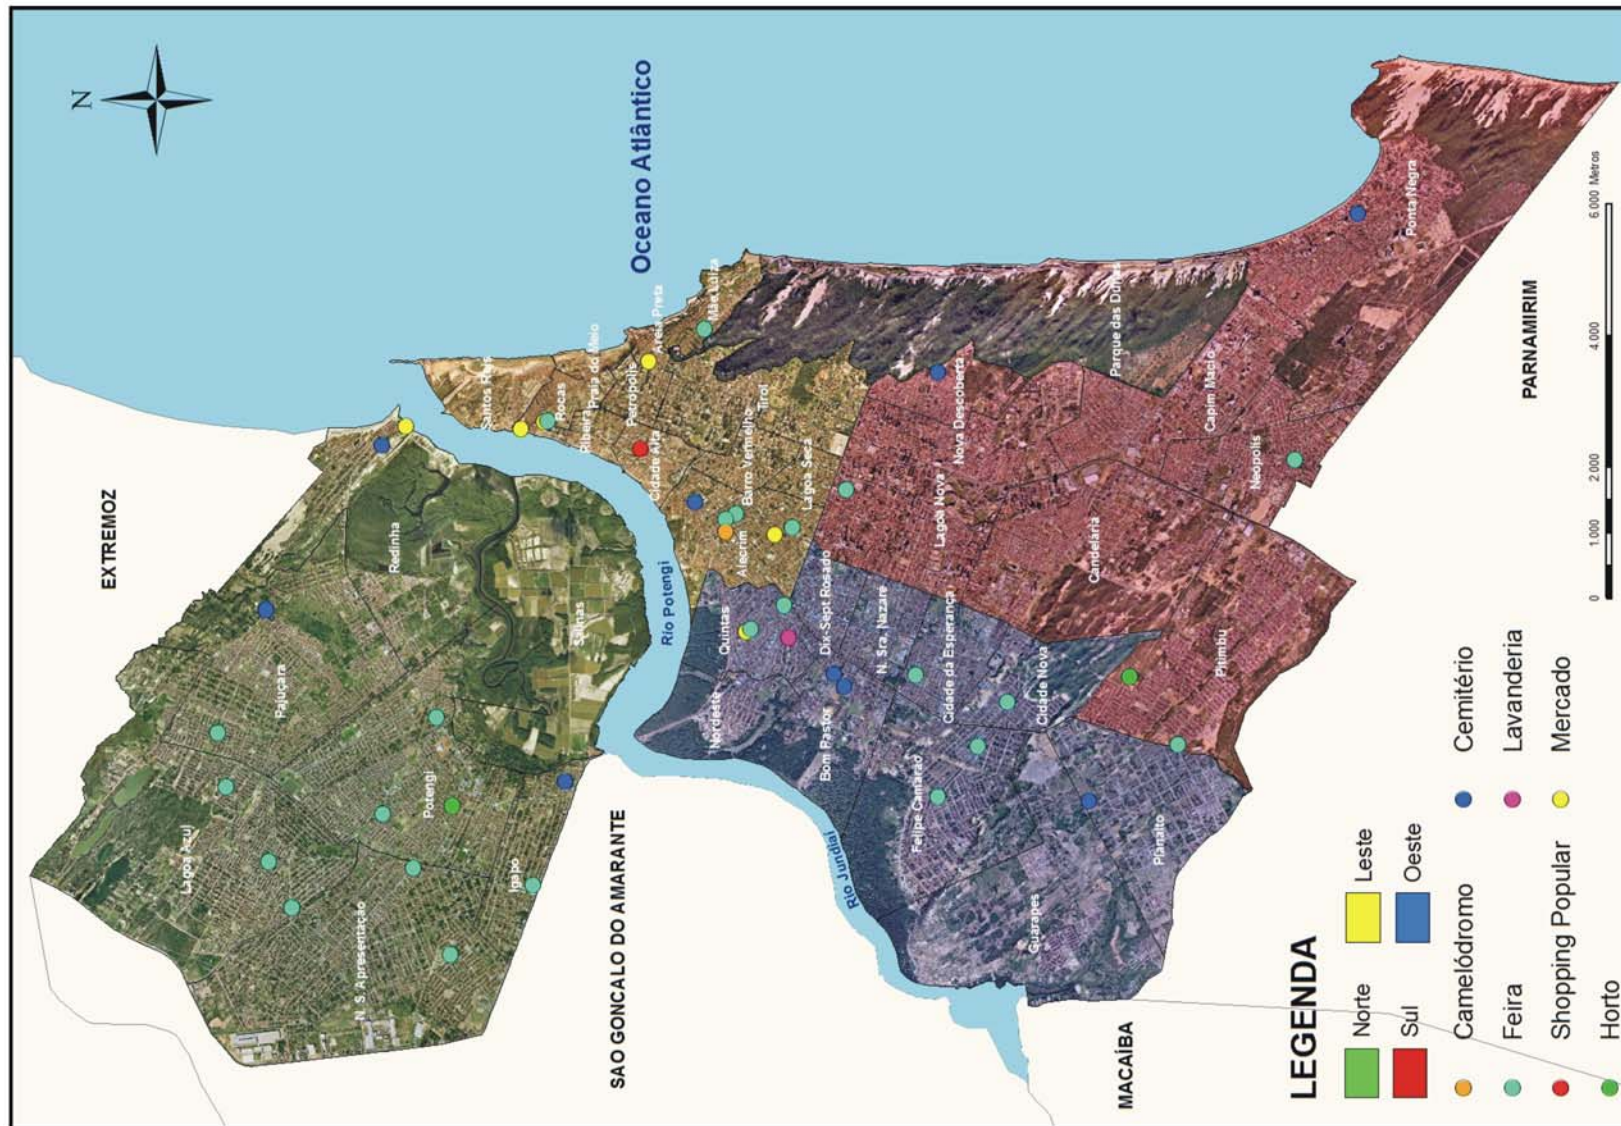 N
Oceano Atlântico
EXTREMOZ
Redinha
Pajuçara
Salinas
Lagoa Azul
Potengi
N. S. Apresentação
Igapó
SAO GONCALO DO AMARANTE
Rio Potengi
Santos Reis
Rocas
Praia do Meio
Ribeira
Petrópolis
Areia Preta
Mãe Luiza
Cidade Alta
Tirol
Barro Vermelho
Lagoa Seca
Alecrim
Quintas
Nordeste
Dix-Sept Rosado
Bom Pastor
N. Sra. Nazaré
Cidade da Esperança
Cidade Nova
Felipe Camarão
Guarapes
Planalto
Rio Jundiaí
Nova Descoberta
Lagoa Nova
Parque das Dunas
Capim Macio
Candelária
Neópolis
Pitimbu
Ponta Negra
PARNAMIRIM
MACAÍBA
0 1.000 2.000 4.000 6.000 Metros
LEGENDA
Norte Leste
Sul Oeste
Camelódromo Cemitério
Feira Lavanderia
Shopping Popular Mercado
Horto